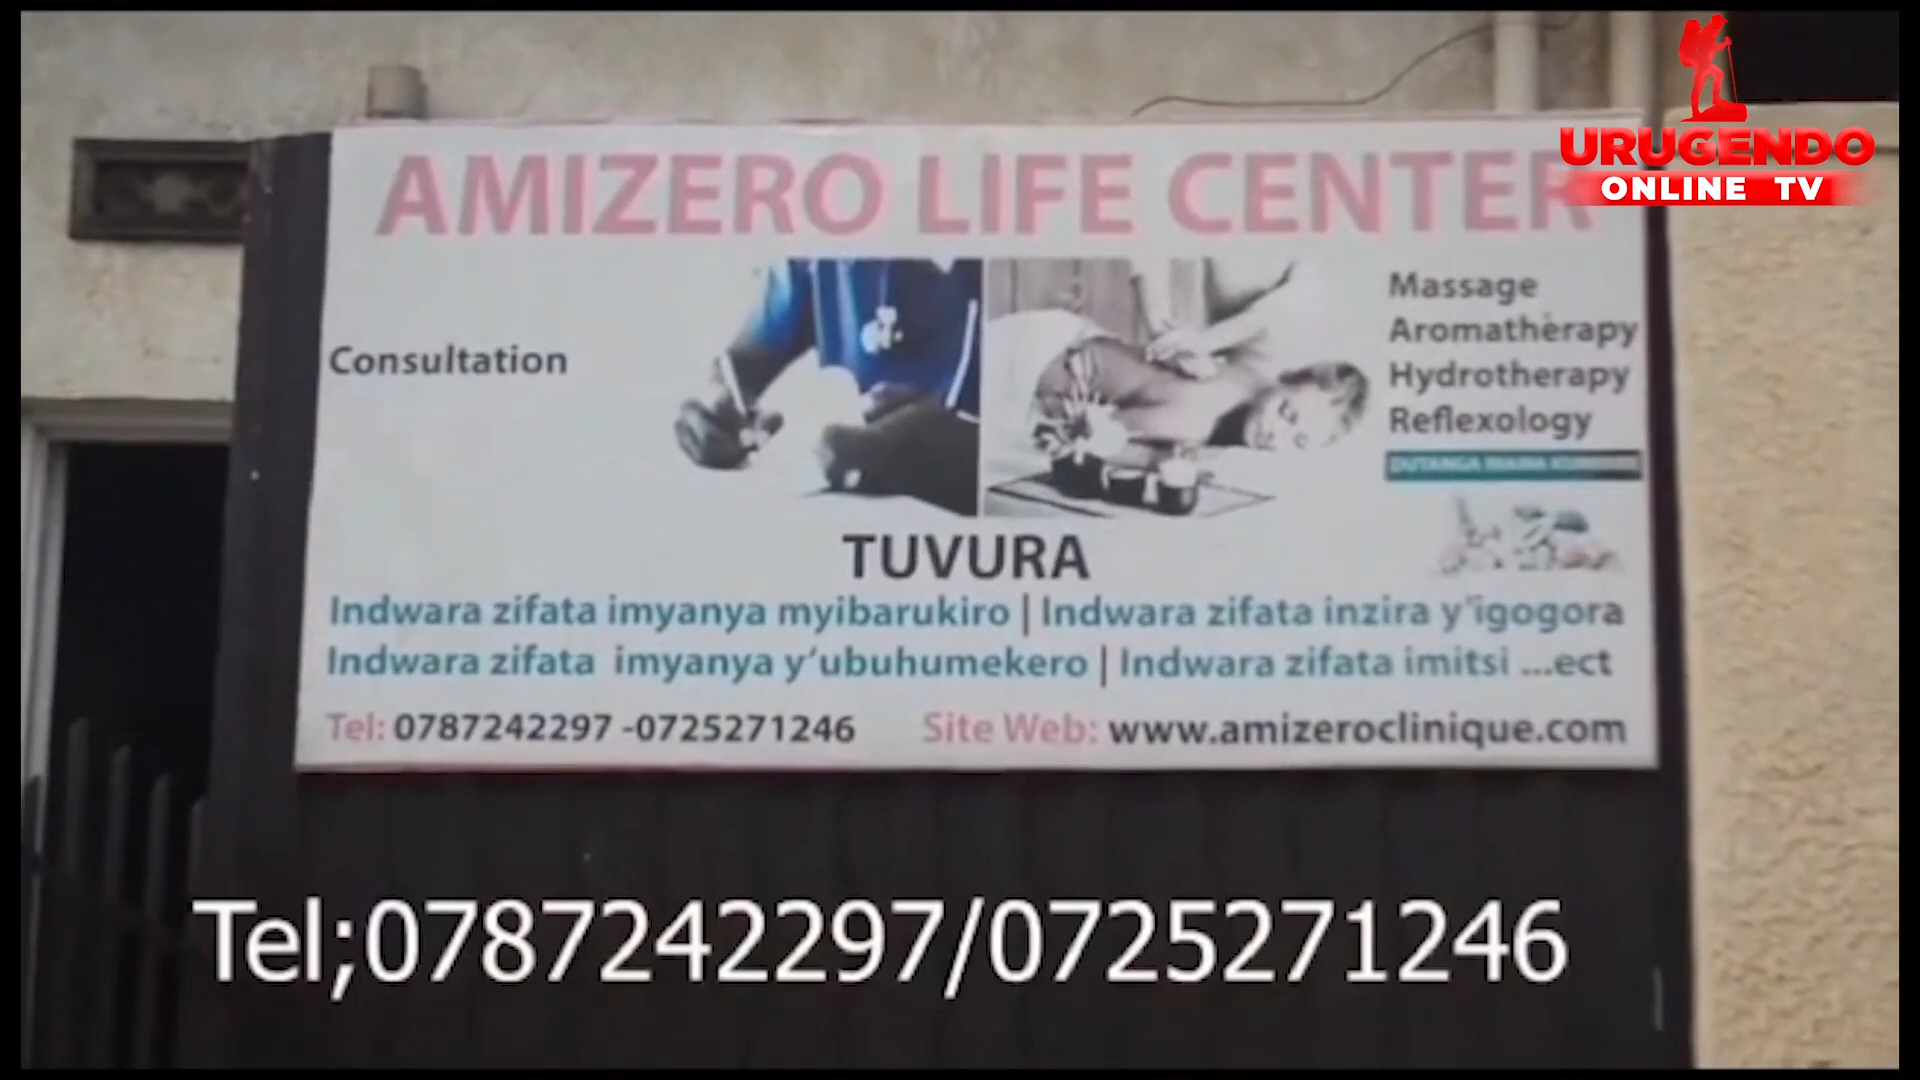 URUGENDO
ONLINE TV
AMIZERO LIFE CENTER
Consultation
Massage
Aromatherapy
Hydrotherapy
Reflexology
DUTANGA
TUVURA
Indwara zifata imyanya myibarukiro | Indwara zifata inzira y'igogora
Indwara zifata imyanya y'ubuhumekero | Indwara zifata imitsi ...ect
Tel: 0787242297 -0725271246 Site Web: www.amizeroclinique.com
Tel;0787242297/0725271246